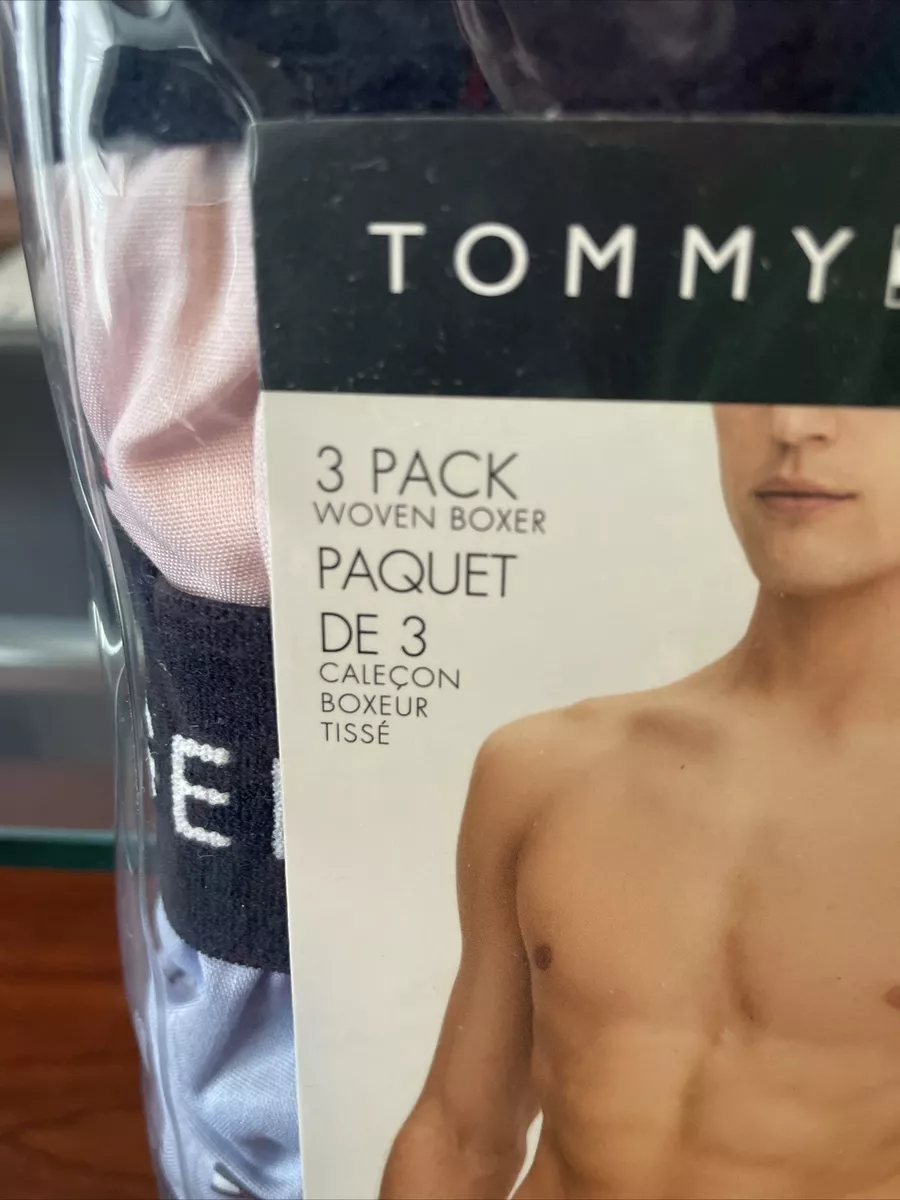 TOMMY
3 PACK
WOVEN BOXER
PAQUET
DE 3
CALEÇON
BOXEUR
TISSÉ
E